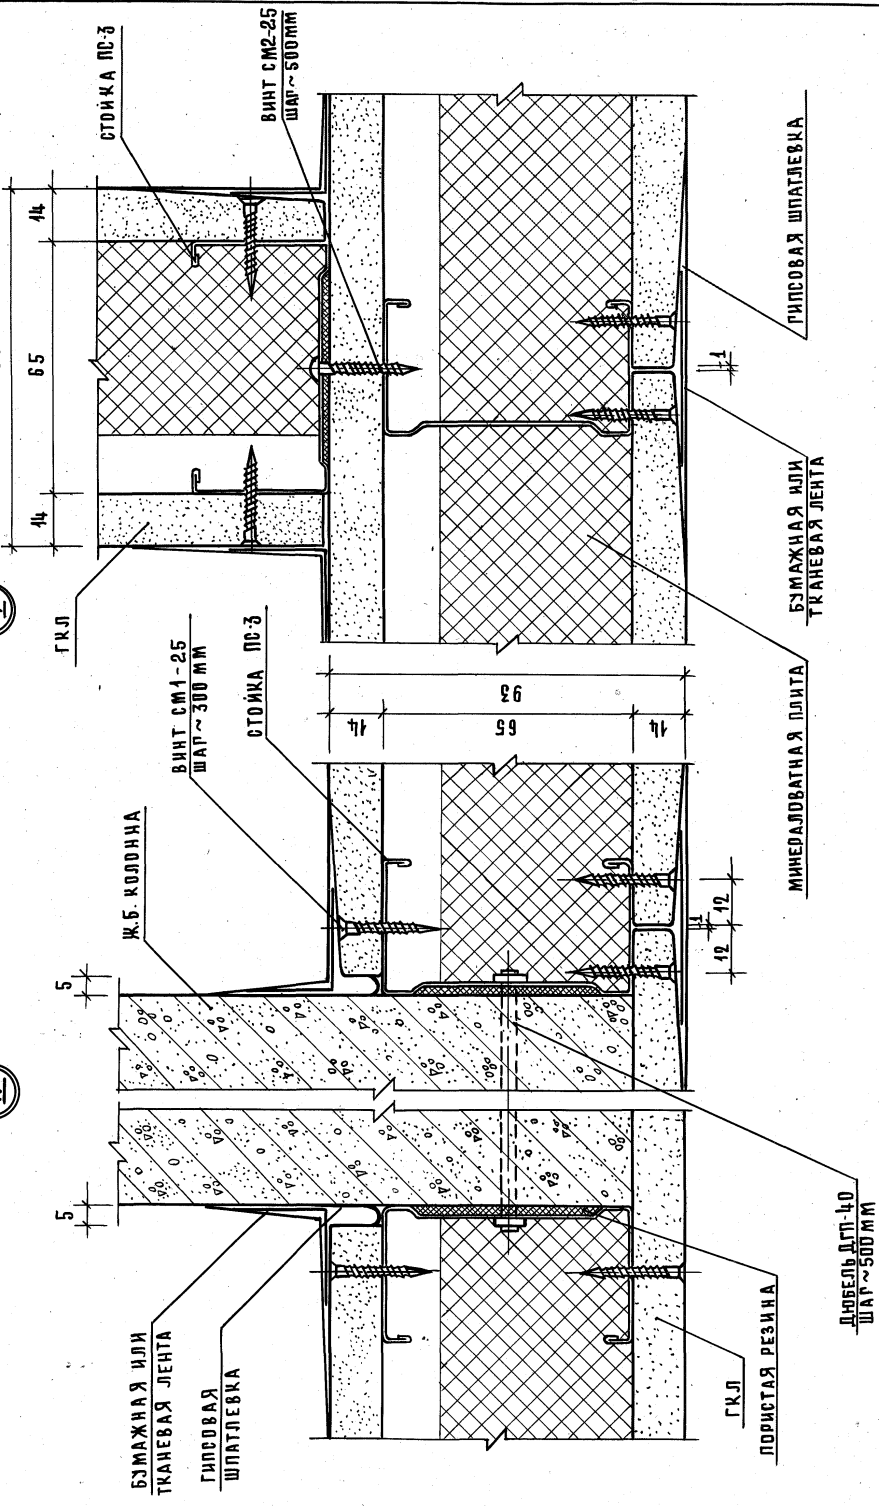 СТОЙКА ПС-3
ВИНТ СМ2-25
ШАГ ~ 500ММ
14
65
14
ГКЛ
ВИНТ СМ1-25
ШАГ ~ 300 ММ
СТОЙКА ПС-3
Ж.Б. КОЛОННА
5
5
БУМАЖНАЯ ИЛИ
ТКАНЕВАЯ ЛЕНТА
ГИПСОВАЯ
ШПАТЛЕВКА
14
65
14
93
1
12
1
12
ГИПСОВАЯ ШПАТЛЕВКА
БУМАЖНАЯ ИЛИ
ТКАНЕВАЯ ЛЕНТА
МИНЕРАЛОВАТНАЯ ПЛИТА
ДЮБЕЛЬ ДГП-40
ШАГ ~ 500 ММ
ГКЛ
ПОРИСТАЯ РЕЗИНА